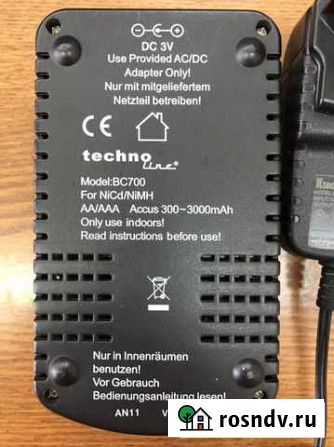 DC 3V
Use Provided AC/DC
Adapter Only!
Nur mit mitgeliefertem
Netzteil betreiben!
CE
techno
line®
Model:BC700
For NiCd/NiMH
AA/AAA Accus 300~3000mAh
Only use indoors!
Read instructions before use!
Nur in Innenräumen
benutzen!
Vor Gebrauch
Bedienungsanleitung lesen!
AN11 V
rosndv.ru